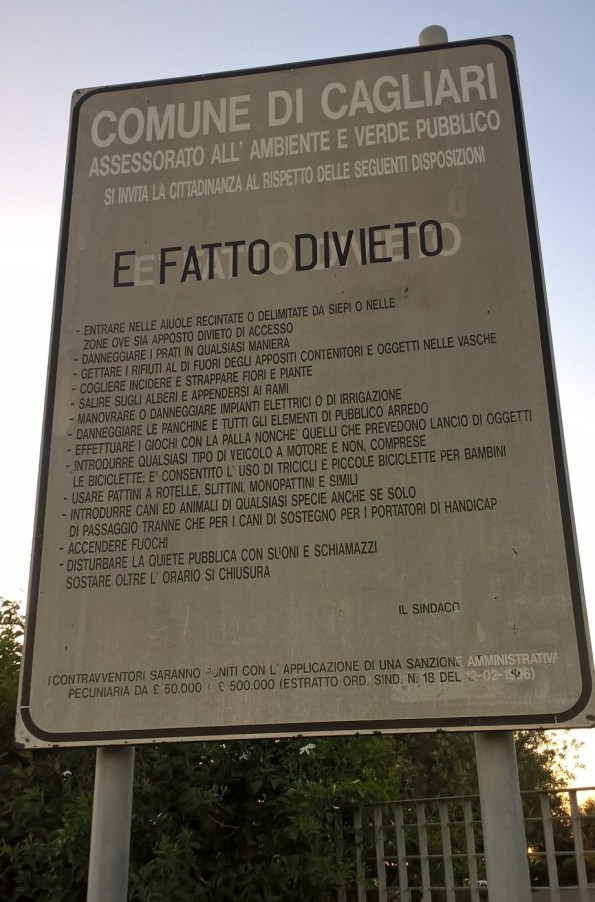 COMUNE DI CAGLIARI
ASSESSORATO ALL' AMBIENTE E VERDE PUBBLICO
SI INVITA LA CITTADINANZA AL RISPETTO DELLE SEGUENTI DISPOSIZIONI
E FATTO DIVIETO
- ENTRARE NELLE AIUOLE RECINTATE O DELIMITATE DA SIEPI O NELLE
ZONE OVE SIA APPOSTO DIVIETO DI ACCESSO
- DANNEGGIARE I PRATI IN QUALSIASI MANIERA
- GETTARE I RIFIUTI AL DI FUORI DEGLI APPOSITI CONTENITORI E OGGETTI NELLE VASCHE
- COGLIERE INCIDERE E STRAPPARE FIORI E PIANTE
- SALIRE SUGLI ALBERI E APPENDERSI AI RAMI
- MANOVRARE O DANNEGGIARE IMPIANTI ELETTRICI O DI IRRIGAZIONE
- DANNEGGIARE LE PANCHINE E TUTTI GLI ELEMENTI DI PUBBLICO ARREDO
- EFFETTUARE I GIOCHI CON LA PALLA NONCHE' QUELLI CHE PREVEDONO LANCIO DI OGGETTI
- INTRODURRE QUALSIASI TIPO DI VEICOLO A MOTORE E NON, COMPRESE
LE BICICLETTE; E' CONSENTITO L' USO DI TRICICLI E PICCOLE BICICLETTE PER BAMBINI
- USARE PATTINI A ROTELLE, SLITTINI, MONOPATTINI E SIMILI
- INTRODURRE CANI ED ANIMALI DI QUALSIASI SPECIE ANCHE SE SOLO
DI PASSAGGIO TRANNE CHE PER I CANI DI SOSTEGNO PER I PORTATORI DI HANDICAP
- ACCENDERE FUOCHI
- DISTURBARE LA QUIETE PUBBLICA CON SUONI E SCHIAMAZZI
SOSTARE OLTRE L' ORARIO SI CHIUSURA
IL SINDACO
I CONTRAVVENTORI SARANNO PUNITI CON L' APPLICAZIONE DI UNA SANZIONE AMMINISTRATIVA
PECUNIARIA DA £ 50.000 / £ 500.000 (ESTRATTO ORD. SIND. N. 18 DEL